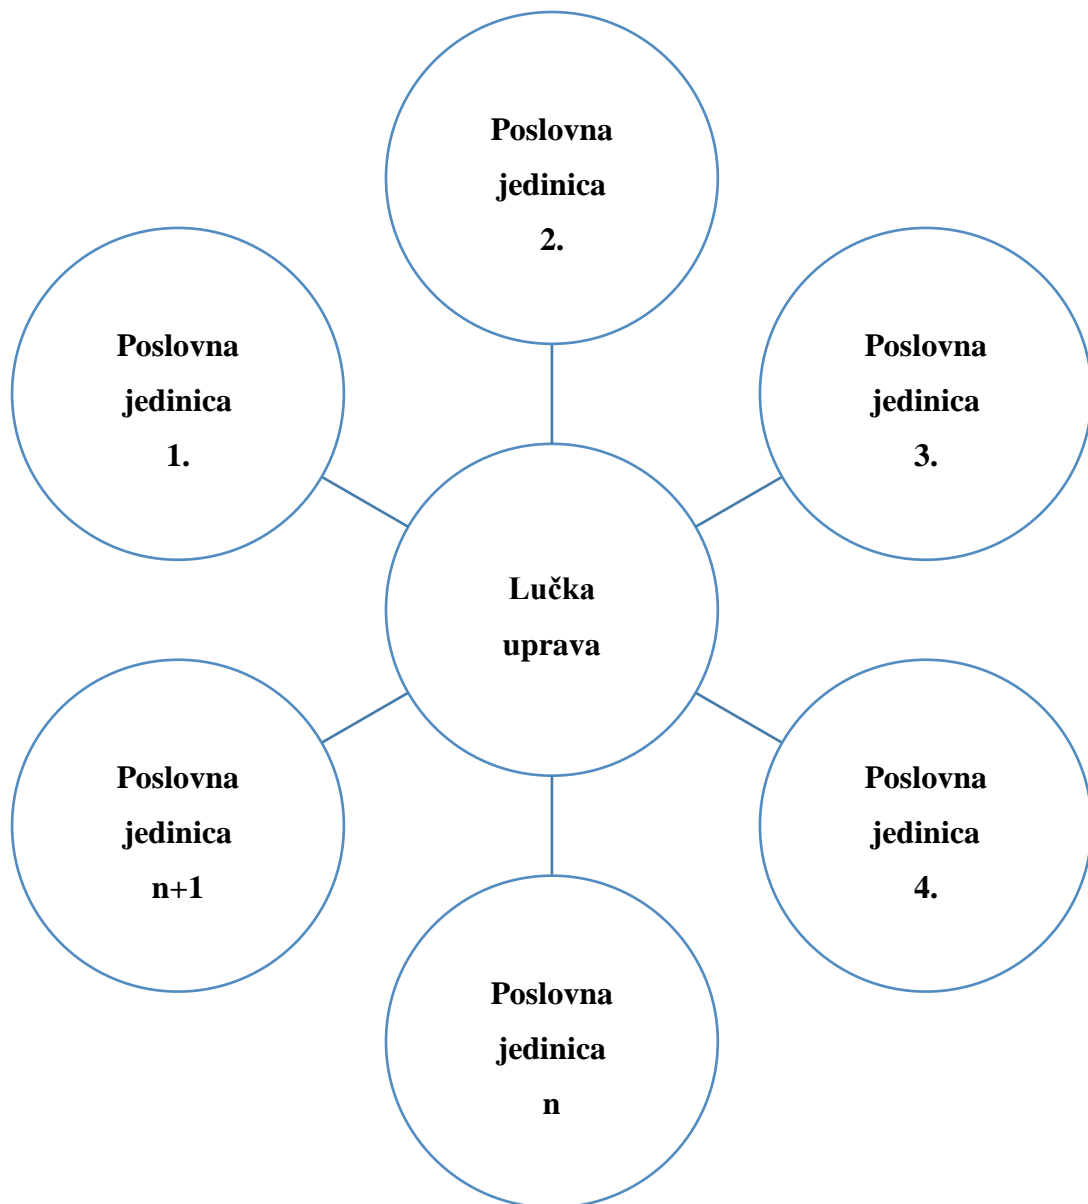 Poslovna
jedinica
2.
Poslovna
jedinica
1.
Poslovna
jedinica
3.
Lučka
uprava
Poslovna
jedinica
n+1
Poslovna
jedinica
4.
Poslovna
jedinica
n